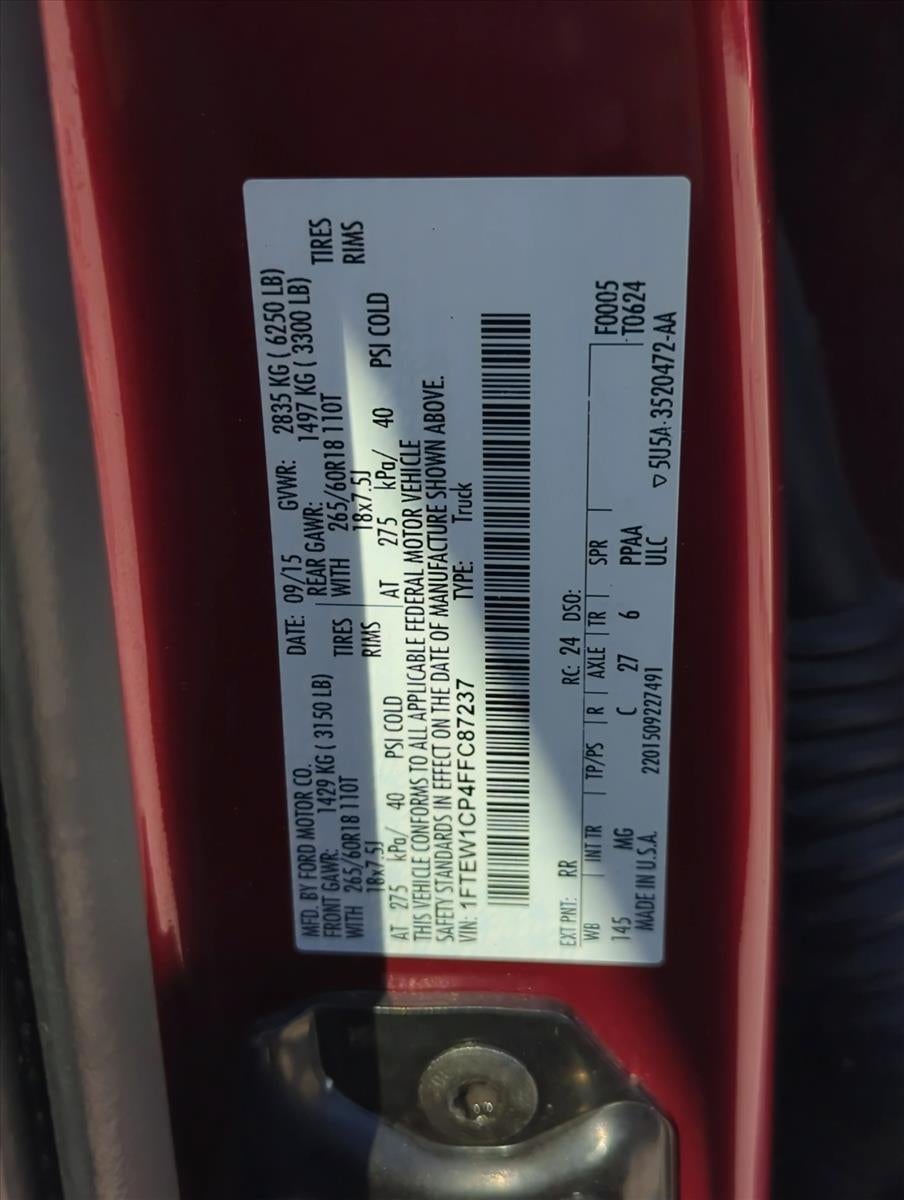 MFD. BY FORD MOTOR CO. DATE: 09/15 GVWR: 2835 KG ( 6250 LB)
FRONT GAWR: 1429 KG ( 3150 LB) REAR GAWR: 1497 KG ( 3300 LB)
WITH 265/60R18 110T TIRES WITH 265/60R18 110T TIRES
18x7.5J RIMS 18x7.5J RIMS
AT 275 kPa/ 40 PSI COLD AT 275 kPa/ 40 PSI COLD
THIS VEHICLE CONFORMS TO ALL APPLICABLE FEDERAL MOTOR VEHICLE
SAFETY STANDARDS IN EFFECT ON THE DATE OF MANUFACTURE SHOWN ABOVE.
VIN: 1FTEW1CP4FFC87237 TYPE: Truck
EXT PNT: RR RC: 24 DSO:
WB INT TR TP/PS R AXLE TR SPR F0005
145 MG C 27 6 PPAA T0624
MADE IN U.S.A. 2201509227491 ULC
▽5U5A-3520472-AA